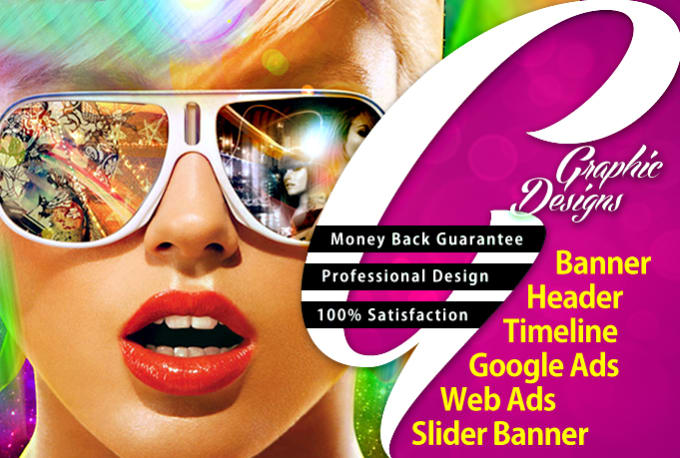 Graphic
Designs
Money Back Guarantee
Professional Design
100% Satisfaction
Banner
Header
Timeline
Google Ads
Web Ads
Slider Banner